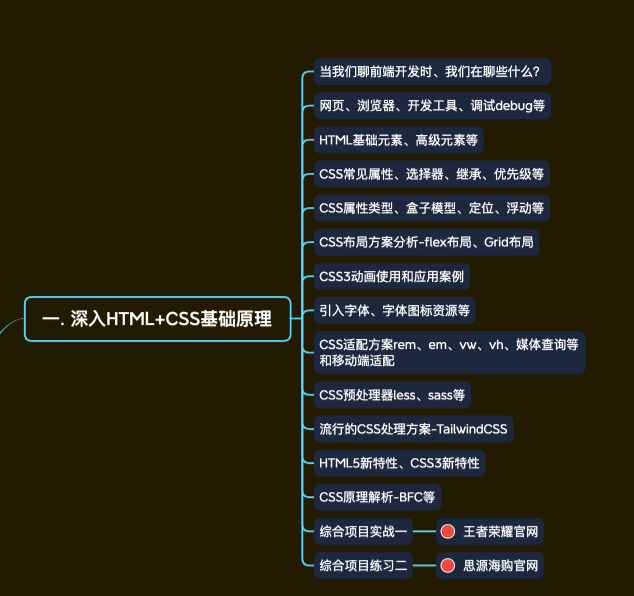 当我们聊前端开发时、我们在聊些什么？
网页、浏览器、开发工具、调试debug等
HTML基础元素、高级元素等
CSS常见属性、选择器、继承、优先级等
CSS属性类型、盒子模型、定位、浮动等
CSS布局方案分析-flex布局、Grid布局
CSS3动画使用和应用案例
一. 深入HTML+CSS基础原理
引入字体、字体图标资源等
CSS适配方案rem、em、vw、vh、媒体查询等
和移动端适配
CSS预处理器less、sass等
流行的CSS处理方案-TailwindCSS
HTML5新特性、CSS3新特性
CSS原理解析-BFC等
综合项目实战一 王者荣耀官网
综合项目练习二 思源海购官网